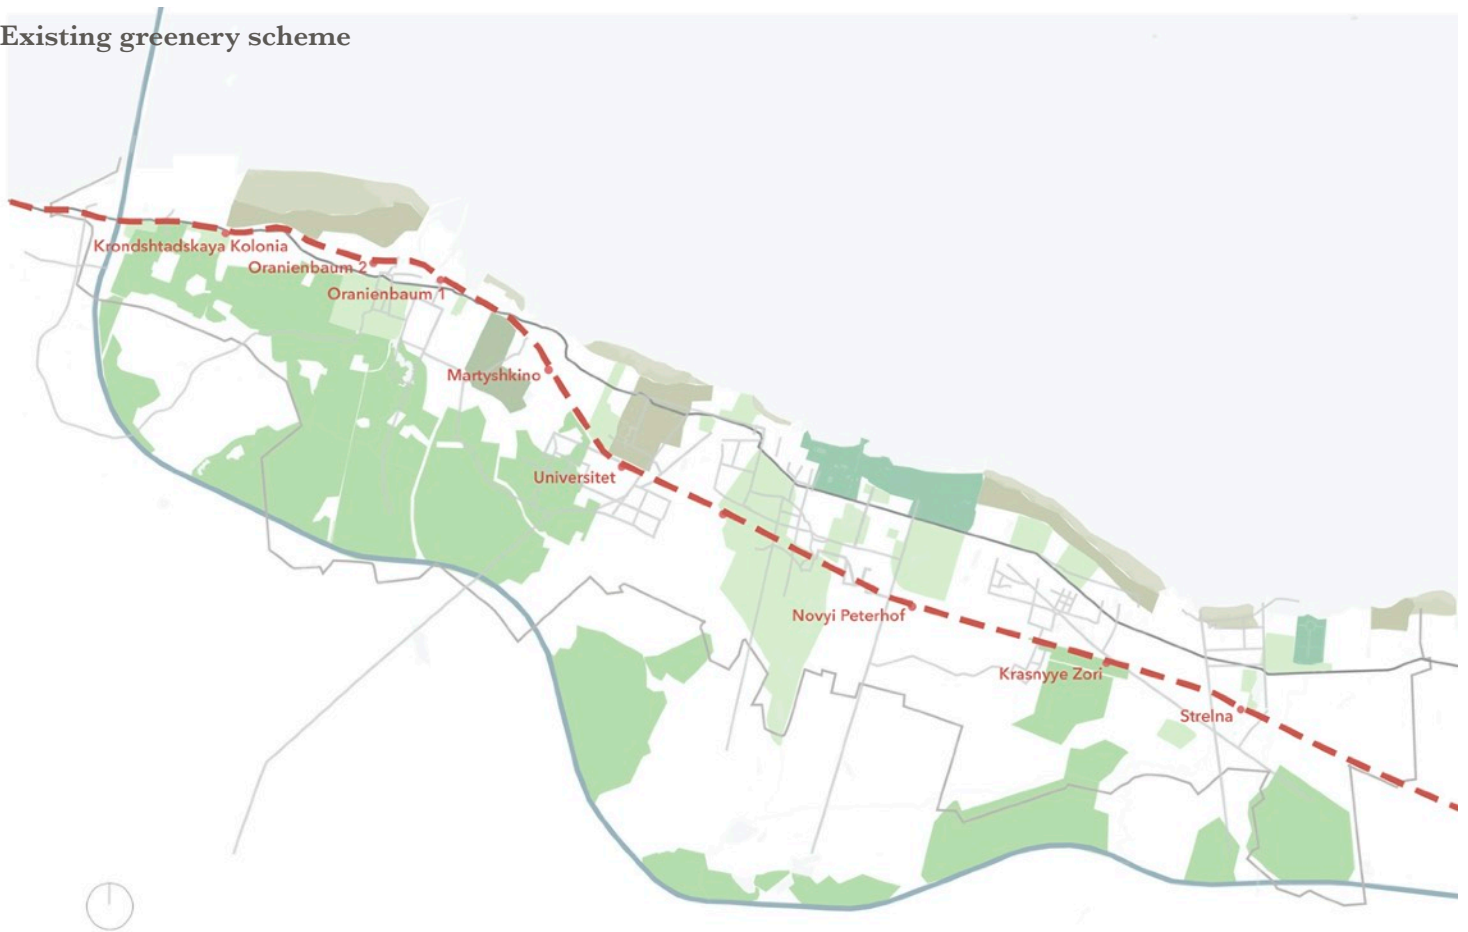 Existing greenery scheme
Krondshtadskaya Kolonia
Oranienbaum 2
Oranienbaum 1
Martyshkino
Universitet
Novyi Peterhof
Krasnyye Zori
Strelna